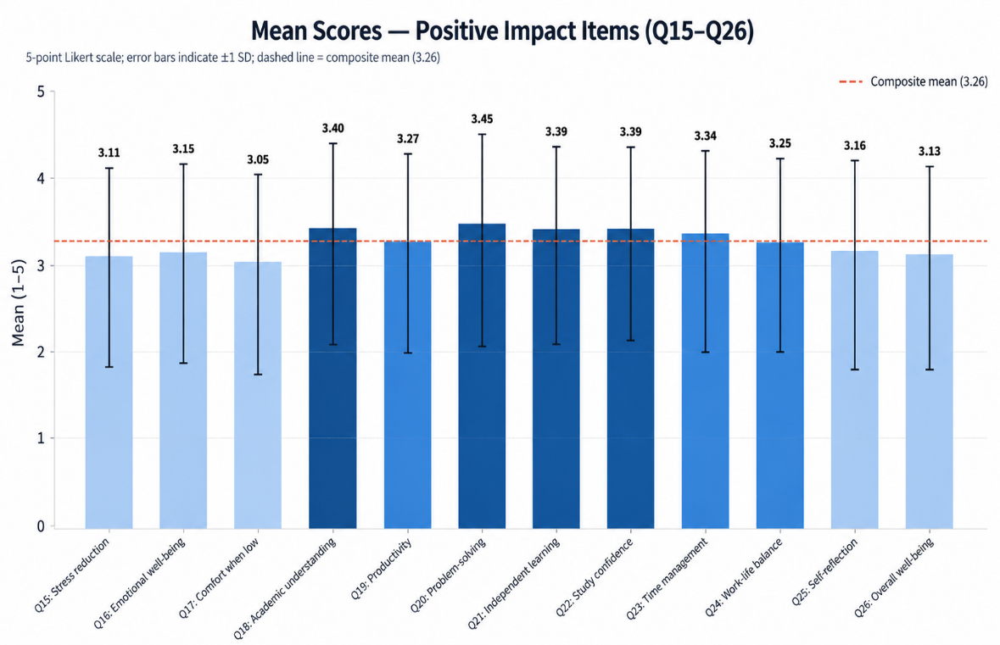 Mean Scores — Positive Impact Items (Q15–Q26)
5-point Likert scale; error bars indicate ±1 SD; dashed line = composite mean (3.26)
Composite mean (3.26)
Mean (1–5)
5
4
3
2
1
0
3.11
3.15
3.05
3.40
3.27
3.45
3.39
3.39
3.34
3.25
3.16
3.13
Q15: Stress reduction
Q16: Emotional well-being
Q17: Comfort when low
Q18: Academic understanding
Q19: Productivity
Q20: Problem-solving
Q21: Independent learning
Q22: Study confidence
Q23: Time management
Q24: Work-life balance
Q25: Self-reflection
Q26: Overall well-being